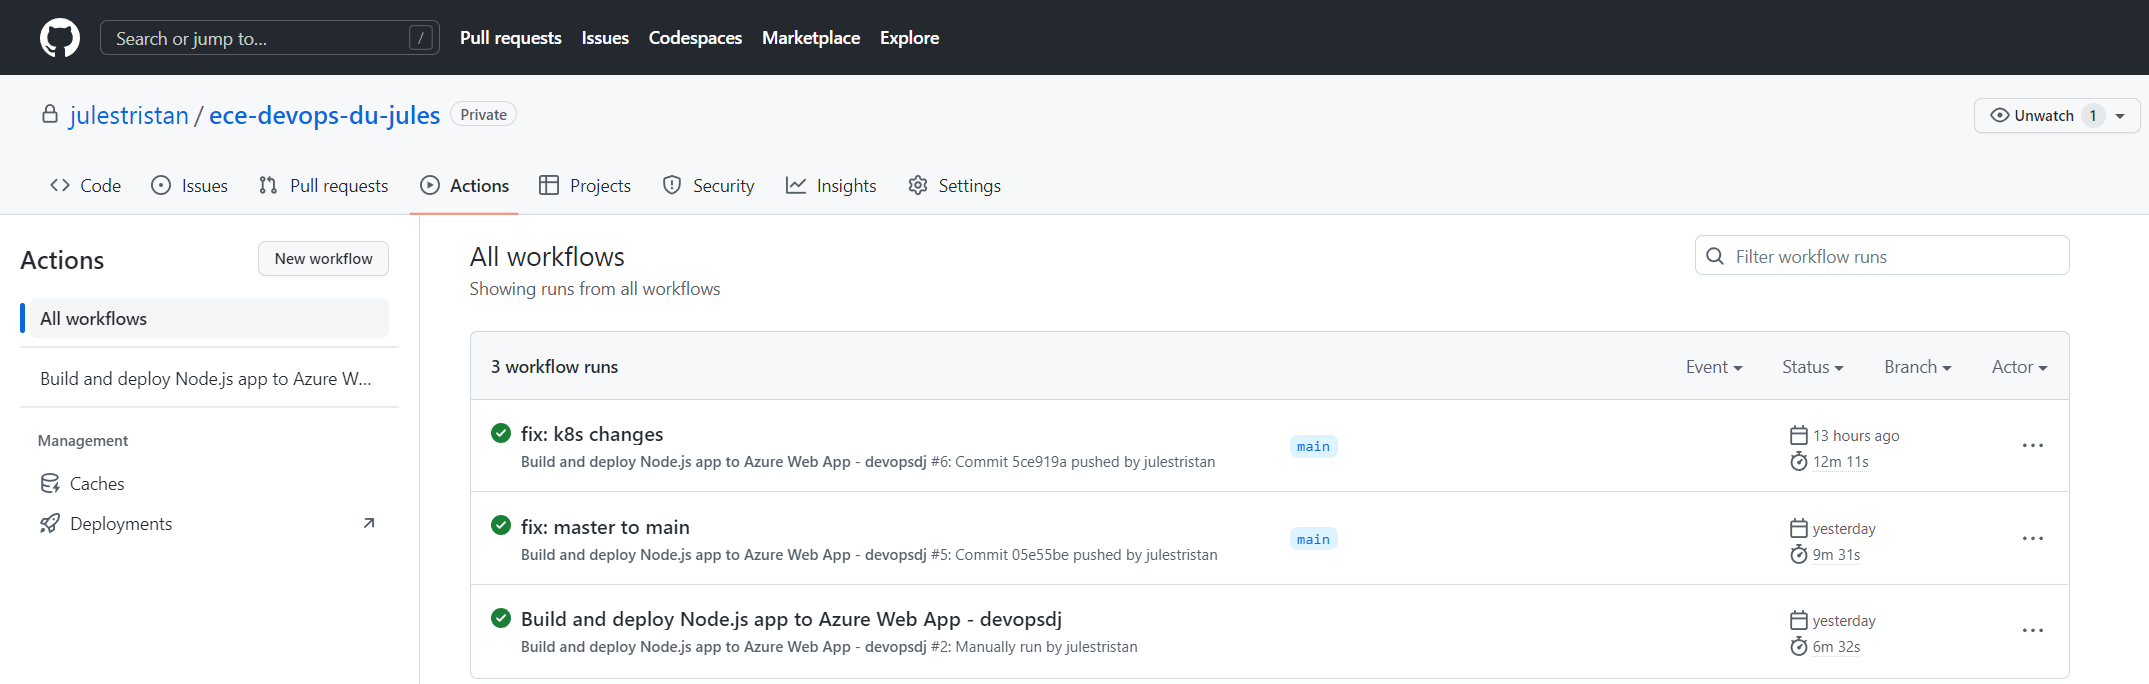 Search or jump to... /
Pull requests Issues Codespaces Marketplace Explore
julestristan / ece-devops-du-jules Private
Unwatch 1
Code Issues Pull requests Actions Projects Security Insights Settings
Actions
New workflow
All workflows
Build and deploy Node.js app to Azure W...
Management
Caches
Deployments
All workflows
Showing runs from all workflows
Filter workflow runs
3 workflow runs
Event Status Branch Actor
fix: k8s changes
Build and deploy Node.js app to Azure Web App - devopsdj #6: Commit 5ce919a pushed by julestristan
main
13 hours ago
12m 11s
fix: master to main
Build and deploy Node.js app to Azure Web App - devopsdj #5: Commit 05e55be pushed by julestristan
main
yesterday
9m 31s
Build and deploy Node.js app to Azure Web App - devopsdj
Build and deploy Node.js app to Azure Web App - devopsdj #2: Manually run by julestristan
yesterday
6m 32s